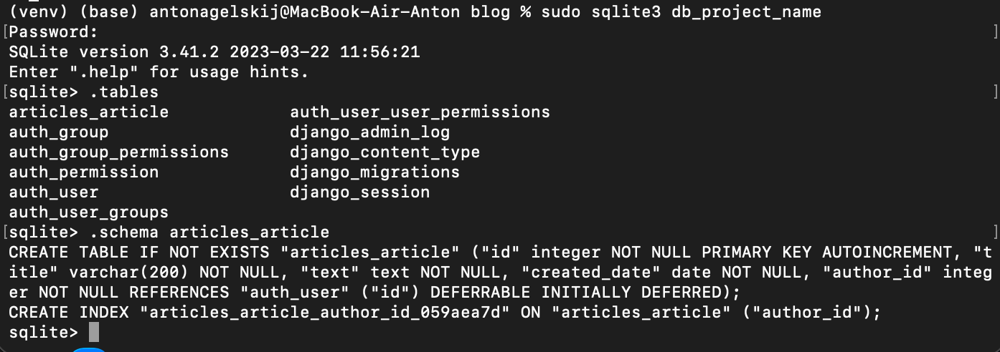 (venv) (base) antonagelskij@MacBook-Air-Anton blog % sudo sqlite3 db_project_name
[Password: ]
SQLite version 3.41.2 2023-03-22 11:56:21
Enter ".help" for usage hints.
[sqlite> .tables ]
articles_article auth_user_user_permissions
auth_group django_admin_log
auth_group_permissions django_content_type
auth_permission django_migrations
auth_user django_session
auth_user_groups
[sqlite> .schema articles_article ]
CREATE TABLE IF NOT EXISTS "articles_article" ("id" integer NOT NULL PRIMARY KEY AUTOINCREMENT, "t
itle" varchar(200) NOT NULL, "text" text NOT NULL, "created_date" date NOT NULL, "author_id" integ
er NOT NULL REFERENCES "auth_user" ("id") DEFERRABLE INITIALLY DEFERRED);
CREATE INDEX "articles_article_author_id_059aea7d" ON "articles_article" ("author_id");
sqlite>